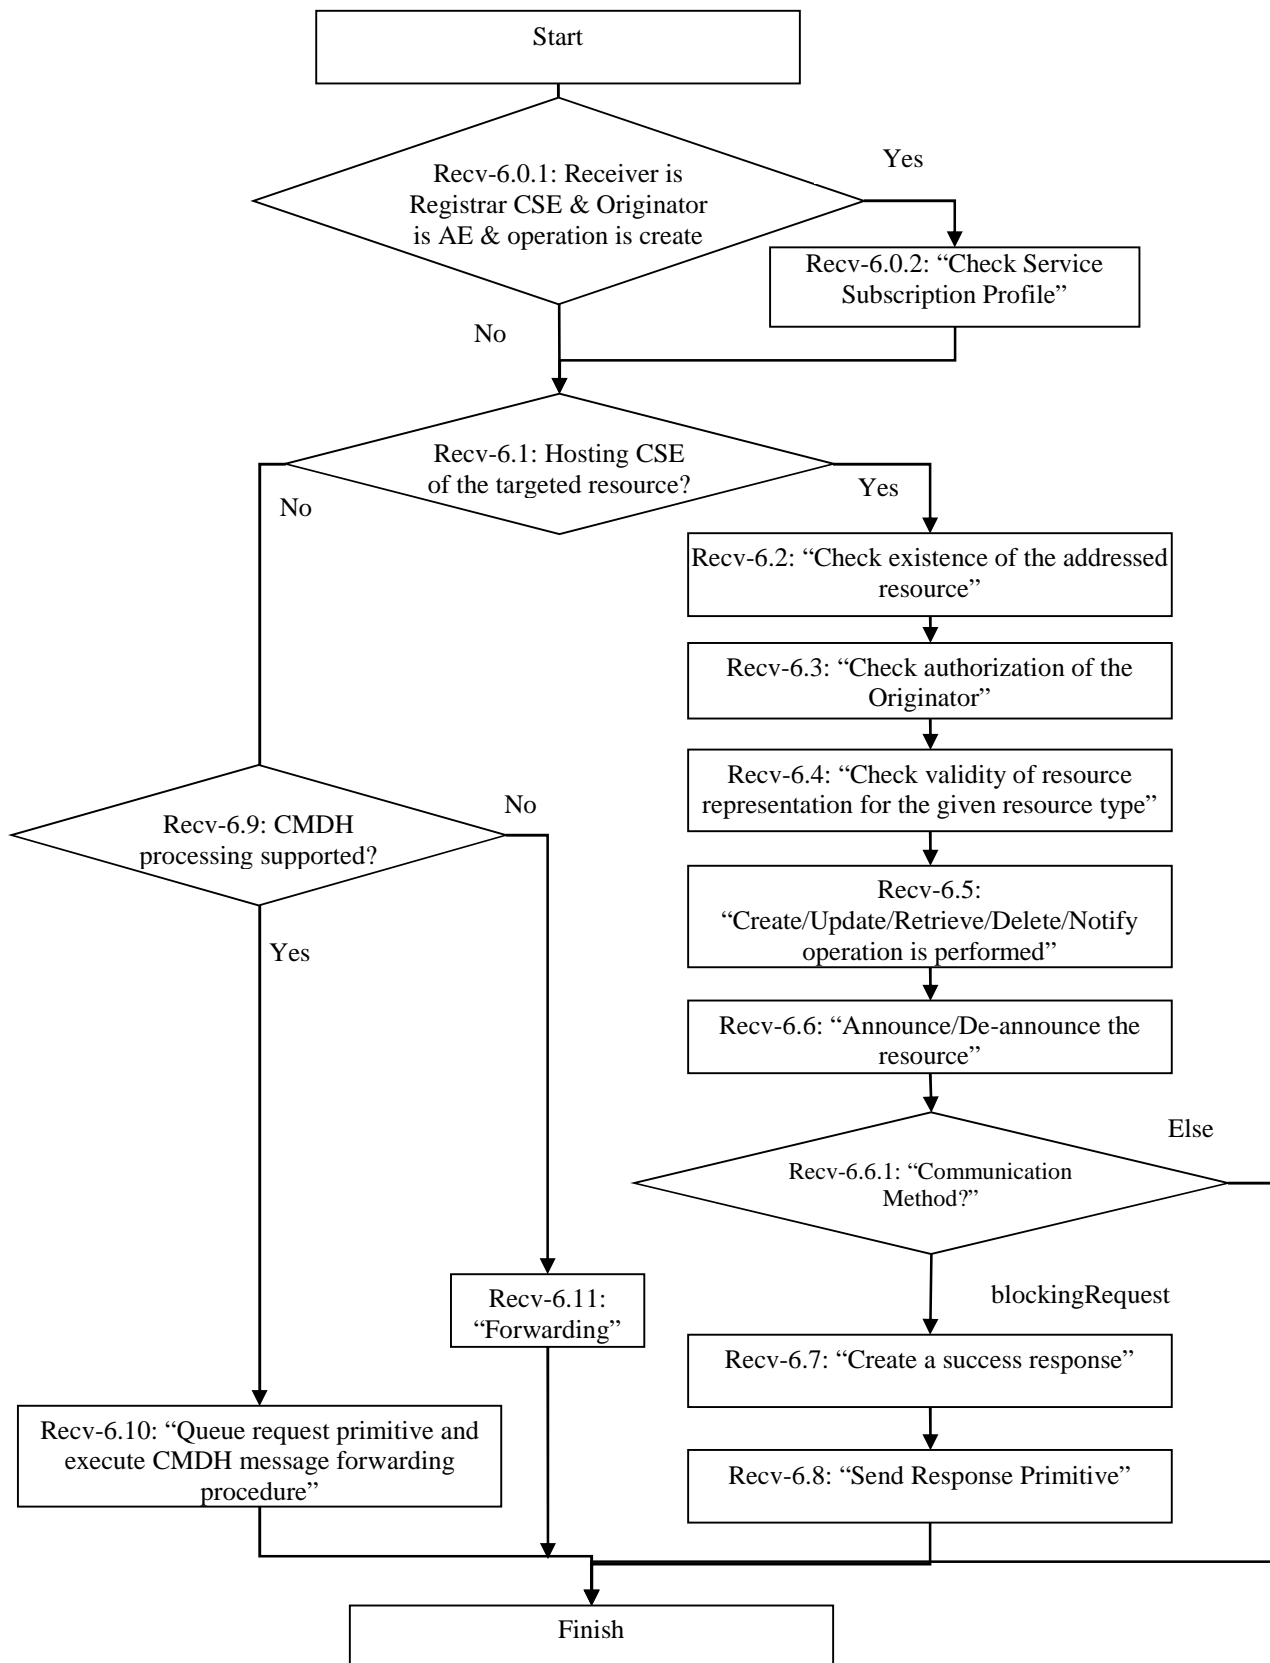 Start
Recv-6.0.1: Receiver is
Registrar CSE & Originator
is AE & operation is create
Yes
Recv-6.0.2: “Check Service
Subscription Profile”
No
Recv-6.1: Hosting CSE
of the targeted resource?
No
Yes
Recv-6.2: “Check existence of the addressed
resource”
Recv-6.3: “Check authorization of the
Originator”
Recv-6.4: “Check validity of resource
representation for the given resource type”
Recv-6.9: CMDH
processing supported?
No
Yes
Recv-6.5:
“Create/Update/Retrieve/Delete/Notify
operation is performed”
Recv-6.6: “Announce/De-announce the
resource”
Else
Recv-6.6.1: “Communication
Method?”
blockingRequest
Recv-6.11:
“Forwarding”
Recv-6.7: “Create a success response”
Recv-6.10: “Queue request primitive and
execute CMDH message forwarding
procedure”
Recv-6.8: “Send Response Primitive”
Finish